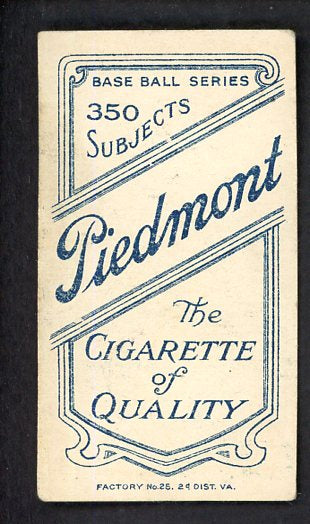 BASE BALL SERIES
350
SUBJECTS
Piedmont
The
CIGARETTE
of
QUALITY
FACTORY No. 25. 2d DIST. VA.